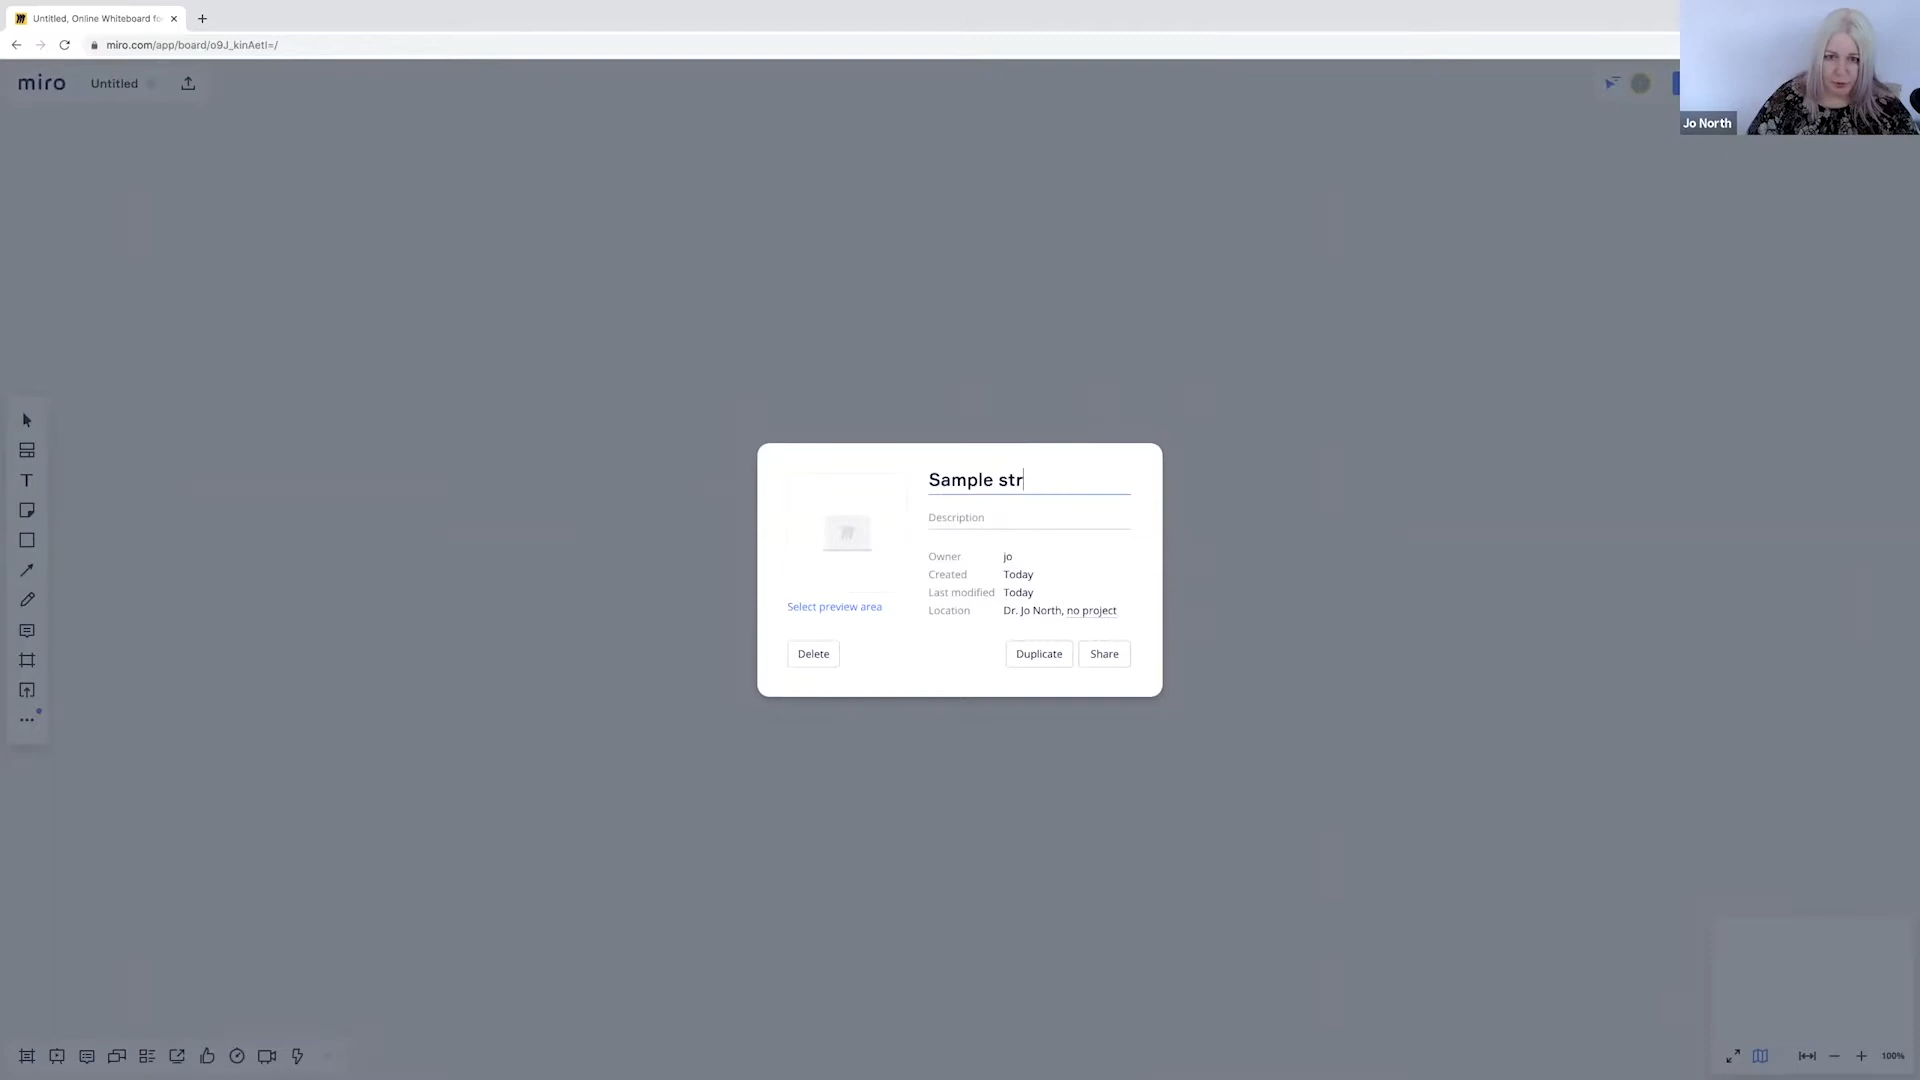 Untitled, Online Whiteboard fo
miro.com/app/board/o9J_kinAetI=/
miro
Untitled
Jo North
Sample str
Description
Owner jo
Created Today
Last modified Today
Location Dr. Jo North, no project
Select preview area
Delete
Duplicate
Share
100%